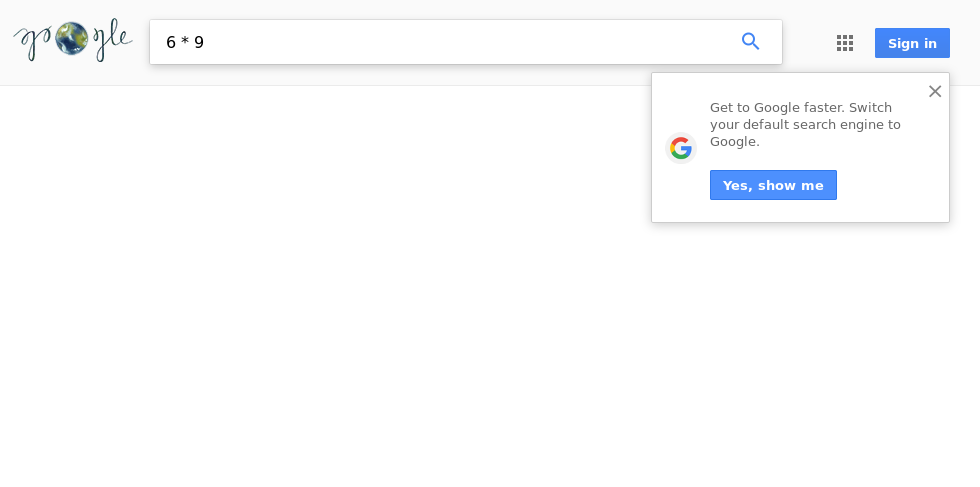 google
6 * 9
Sign in
Get to Google faster. Switch
your default search engine to
Google.
Yes, show me